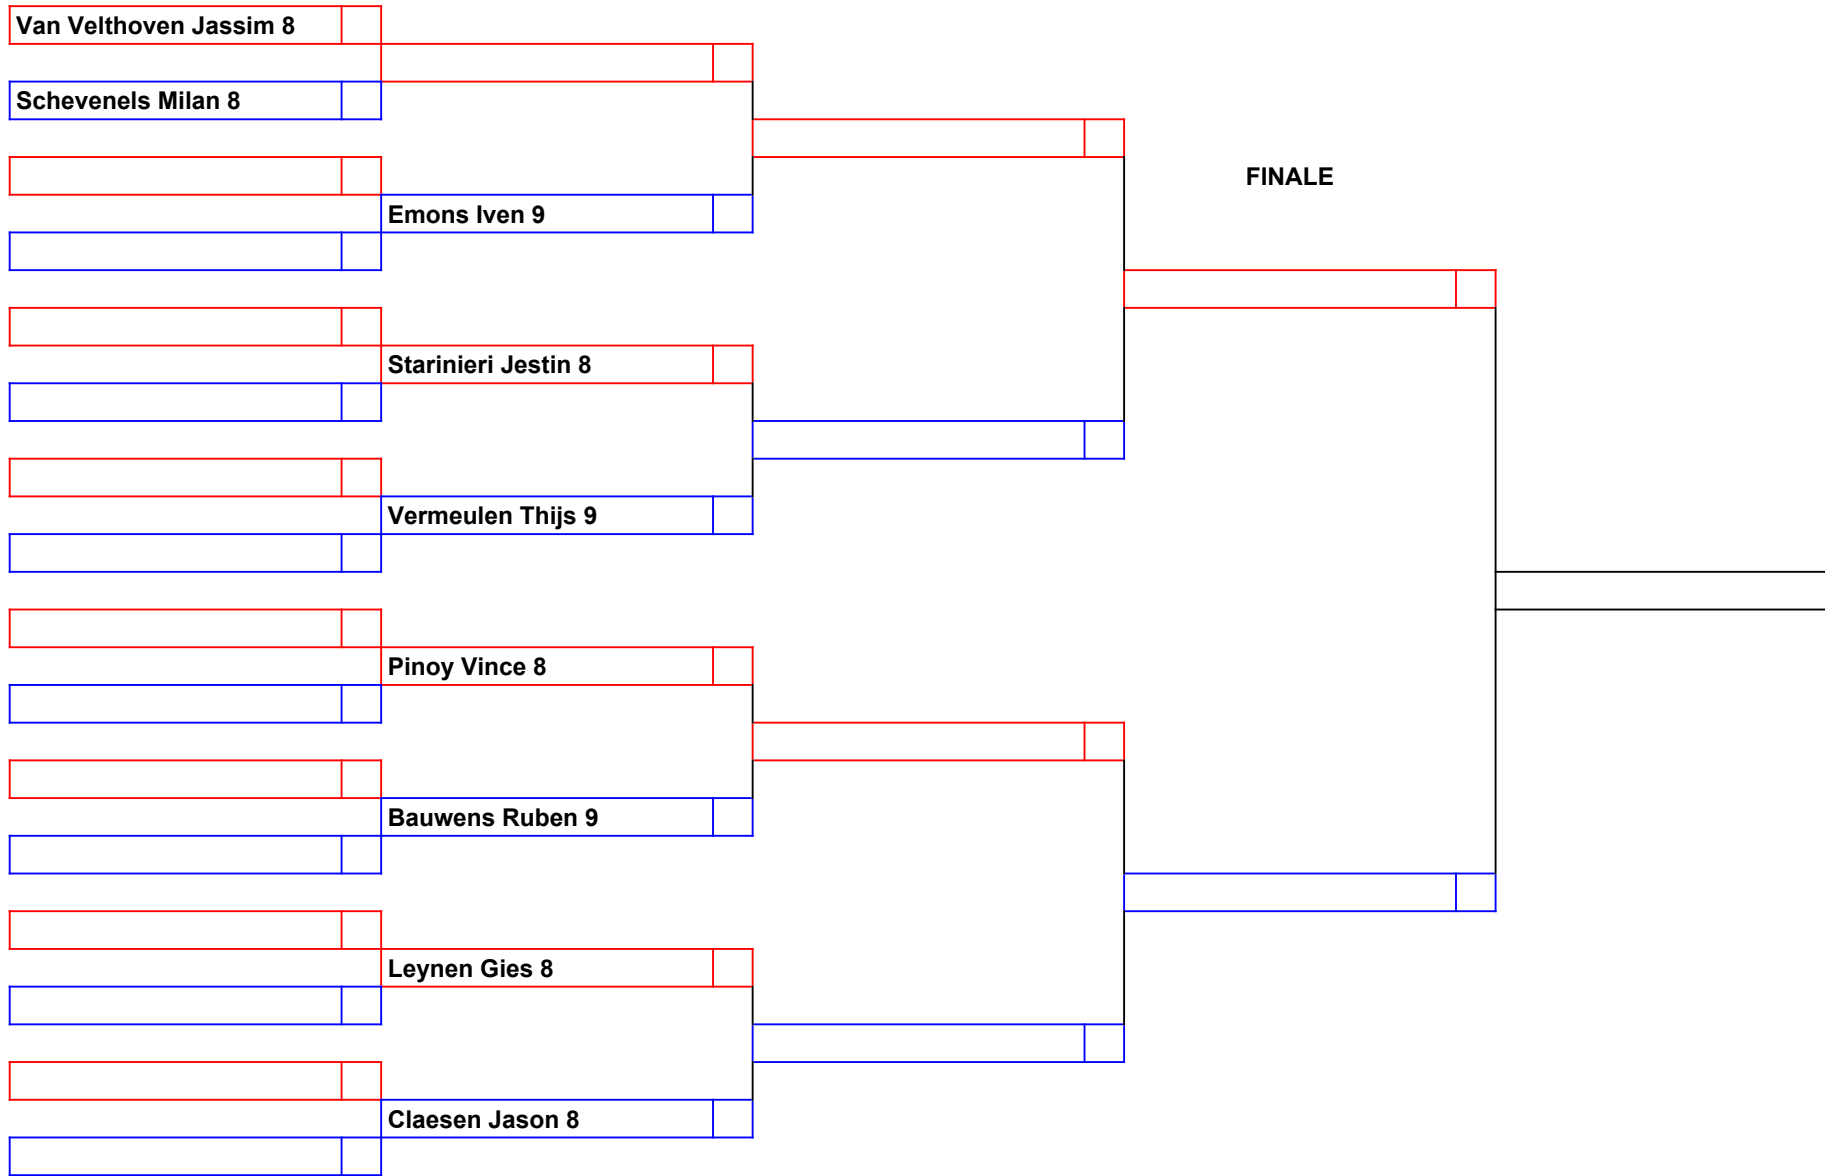 Van Velthoven Jassim 8
Schevenels Milan 8
FINALE
Emons Iven 9
Starinieri Jestin 8
Vermeulen Thijs 9
Pinoy Vince 8
Bauwens Ruben 9
Leynen Gies 8
Claesen Jason 8